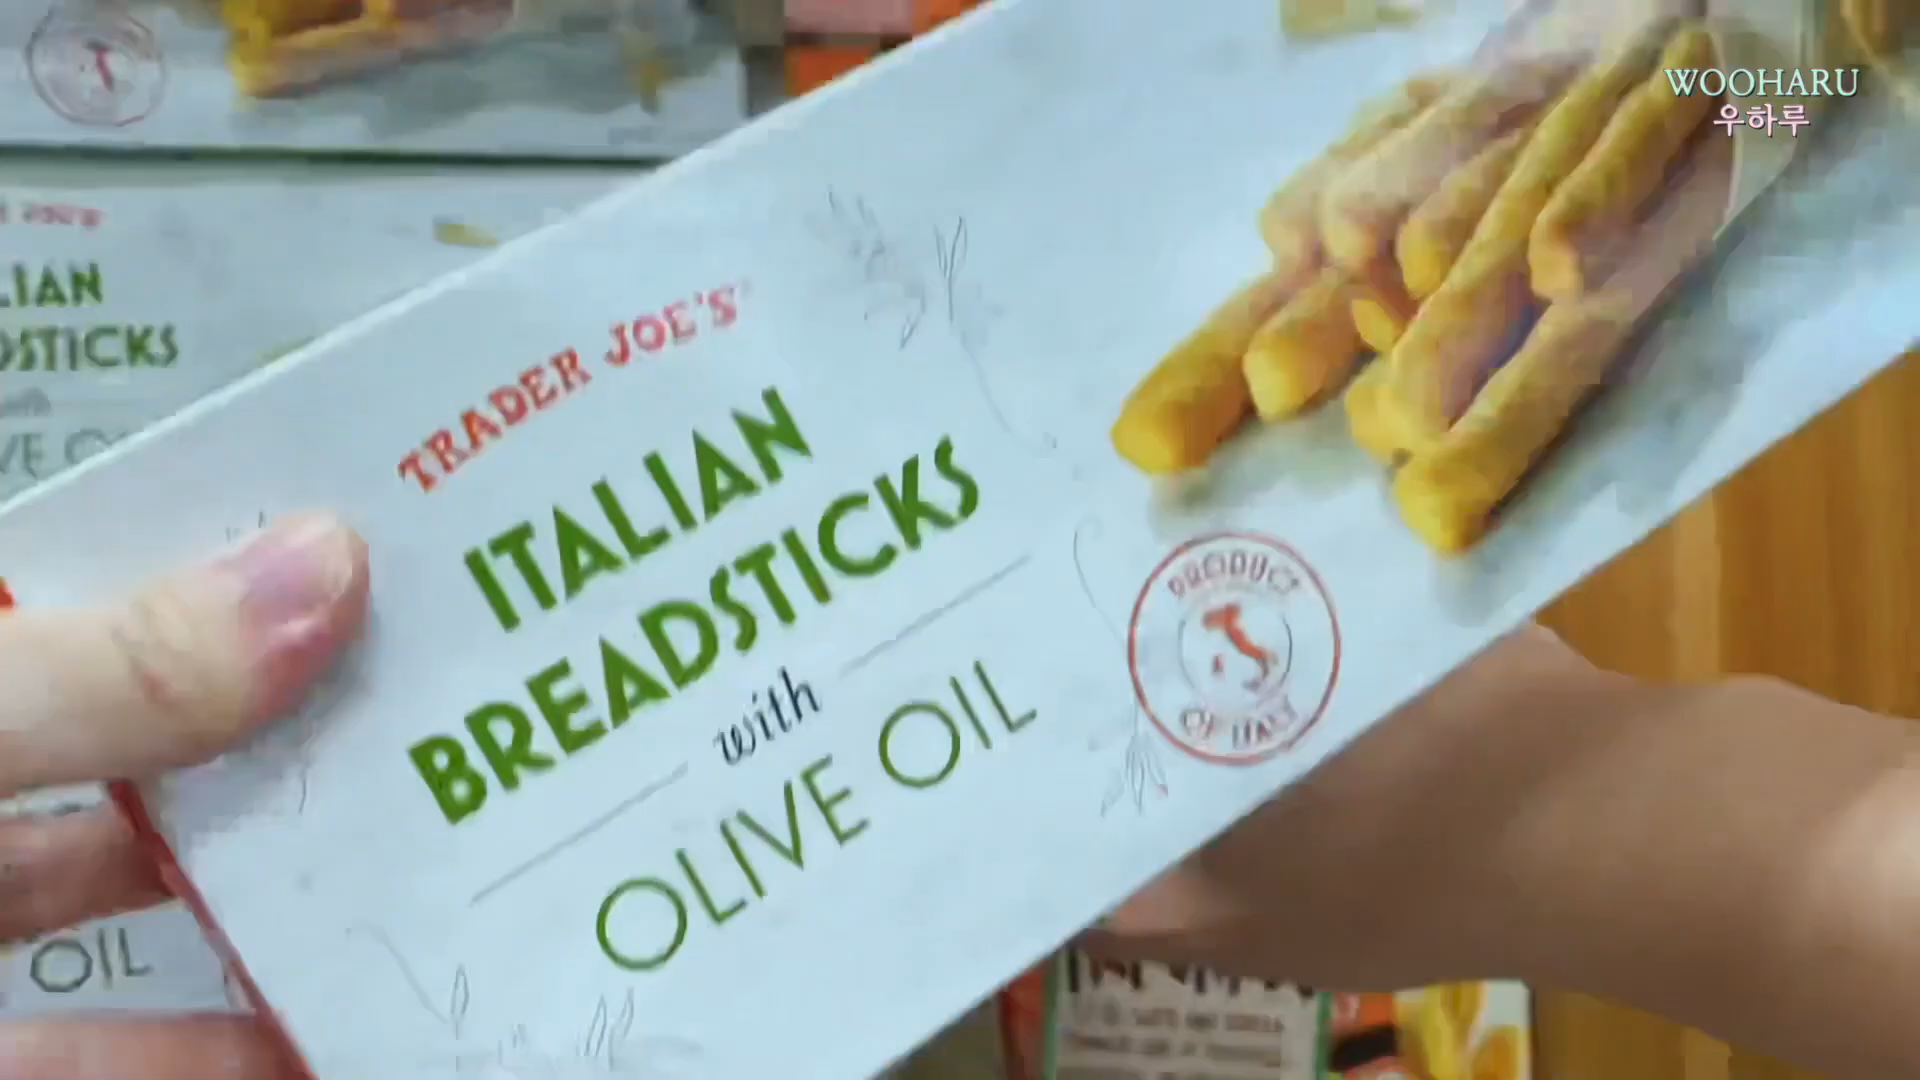 WOOHARU
우하루
LIAN
DSTICKS
OIL
TRADER JOE'S
ITALIAN
BREADSTICKS
with
OLIVE OIL
PRODUCT
OF ITALY